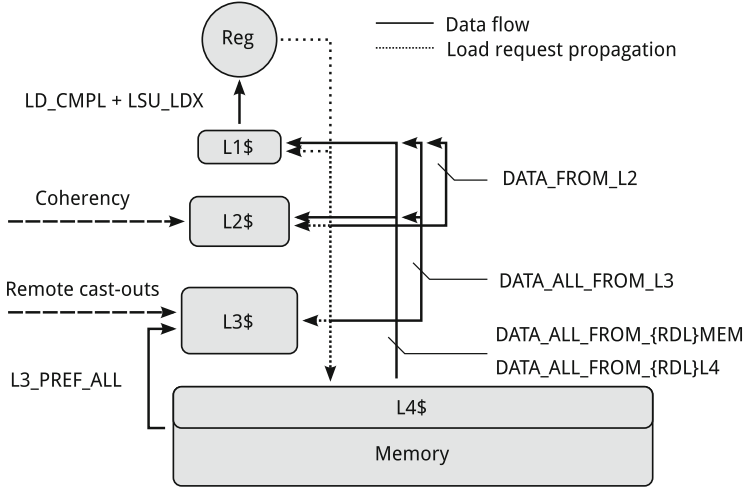 Reg
Data flow
Load request propagation
LD_CMPL + LSU_LDX
L1$
DATA_FROM_L2
Coherency
L2$
DATA_ALL_FROM_L3
Remote cast-outs
L3$
DATA_ALL_FROM_{RDL}MEM
DATA_ALL_FROM_{RDL}L4
L3_PREF_ALL
L4$
Memory